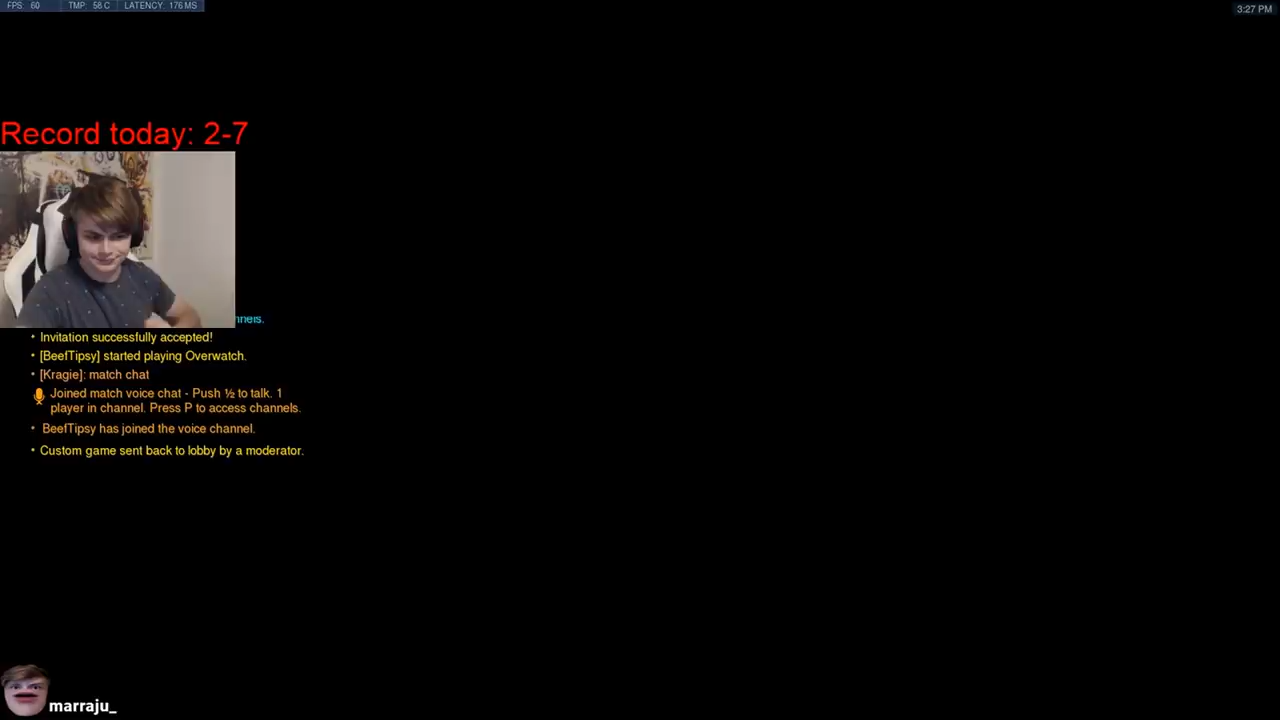 FPS: 60 TMP: 58 C LATENCY: 176 MS
3:27 PM
Record today: 2-7
• Invitation successfully accepted!
• [BeefTipsy] started playing Overwatch.
• [Kragie]: match chat
Joined match voice chat - Push ½ to talk. 1
player in channel. Press P to access channels.
• BeefTipsy has joined the voice channel.
• Custom game sent back to lobby by a moderator.
marraju_